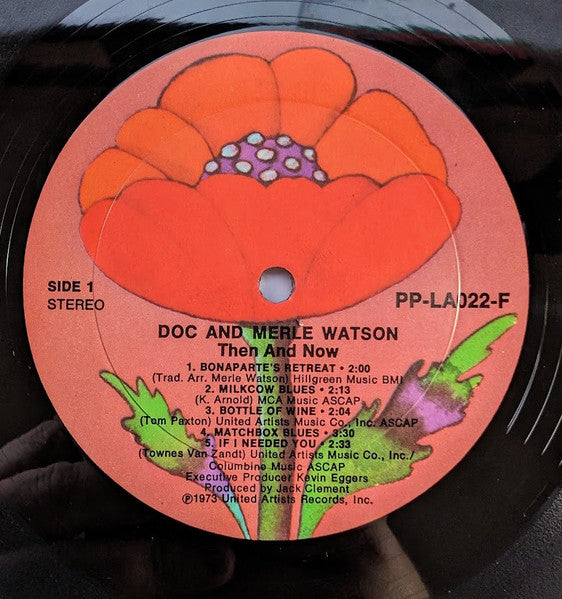 SIDE 1
STEREO
PP-LA022-F
DOC AND MERLE WATSON
Then And Now
1. BONAPARTE'S RETREAT • 2:00
(Trad. Arr. Merle Watson) Hillgreen Music BMI
2. MILKCOW BLUES • 2:13
(K. Arnold) MCA Music ASCAP
3. BOTTLE OF WINE • 2:04
(Tom Paxton) United Artists Music Co., Inc. ASCAP
4. MATCHBOX BLUES • 3:30
5. IF I NEEDED YOU • 2:33
(Townes Van Zandt) United Artists Music Co., Inc./
Columbine Music ASCAP
Executive Producer Kevin Eggers
Produced by Jack Clement
℗1973 United Artists Records, Inc.